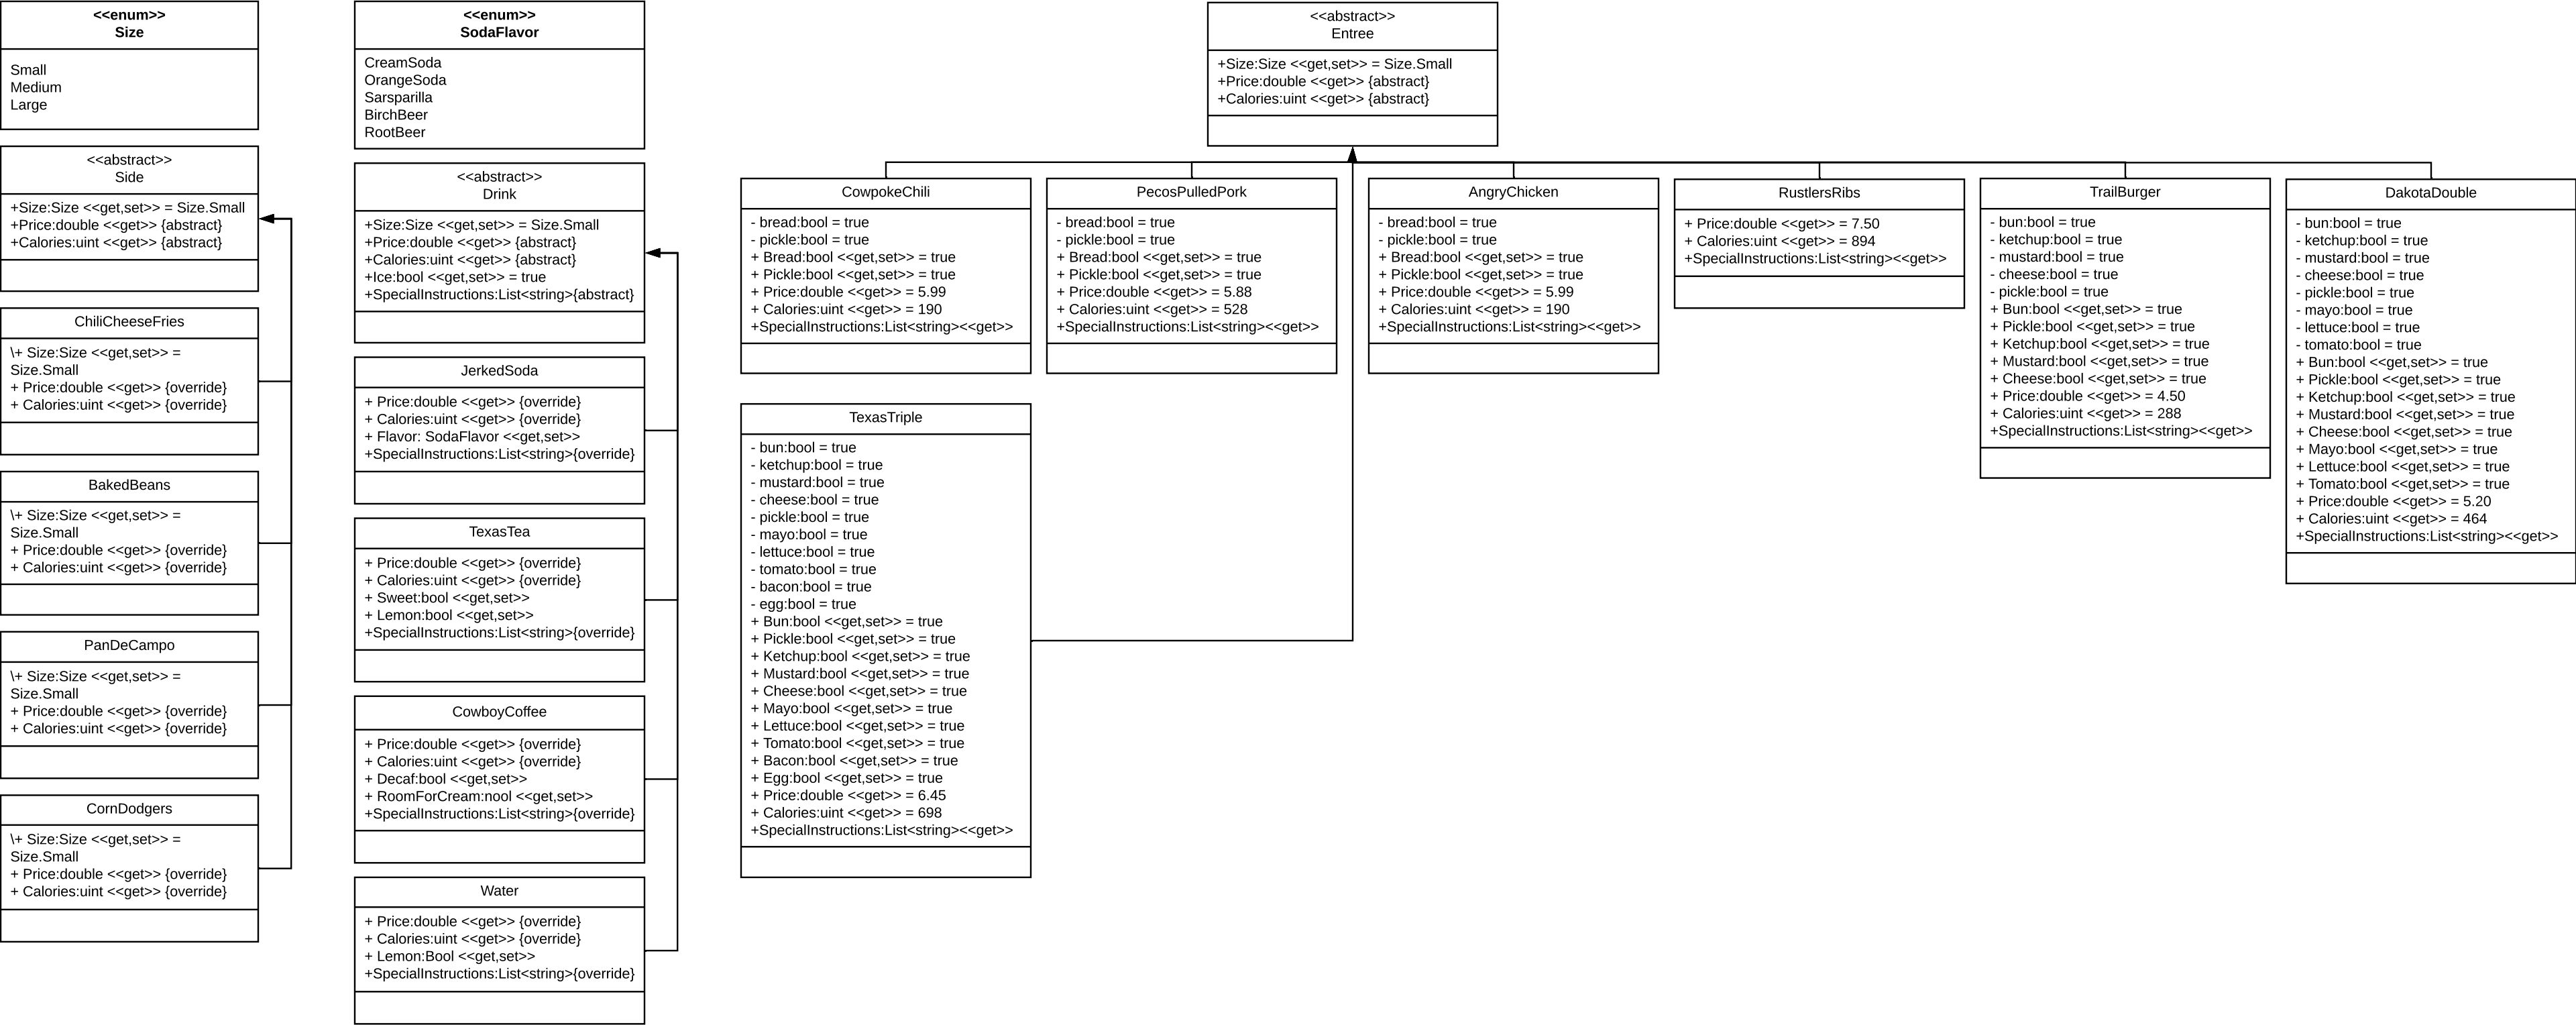 <<enum>>
Size
Small
Medium
Large
<<abstract>>
Side
+Size:Size <<get,set>> = Size.Small
+Price:double <<get>> {abstract}
+Calories:uint <<get>> {abstract}
ChiliCheeseFries
\+ Size:Size <<get,set>> =
Size.Small
+ Price:double <<get>> {override}
+ Calories:uint <<get>> {override}
BakedBeans
\+ Size:Size <<get,set>> =
Size.Small
+ Price:double <<get>> {override}
+ Calories:uint <<get>> {override}
PanDeCampo
\+ Size:Size <<get,set>> =
Size.Small
+ Price:double <<get>> {override}
+ Calories:uint <<get>> {override}
CornDodgers
\+ Size:Size <<get,set>> =
Size.Small
+ Price:double <<get>> {override}
+ Calories:uint <<get>> {override}
<<enum>>
SodaFlavor
CreamSoda
OrangeSoda
Sarsparilla
BirchBeer
RootBeer
<<abstract>>
Drink
+Size:Size <<get,set>> = Size.Small
+Price:double <<get>> {abstract}
+Calories:uint <<get>> {abstract}
+Ice:bool <<get,set>> = true
+SpecialInstructions:List<string>{abstract}
JerkedSoda
+ Price:double <<get>> {override}
+ Calories:uint <<get>> {override}
+ Flavor: SodaFlavor <<get,set>>
+SpecialInstructions:List<string>{override}
TexasTea
+ Price:double <<get>> {override}
+ Calories:uint <<get>> {override}
+ Sweet:bool <<get,set>>
+ Lemon:bool <<get,set>>
+SpecialInstructions:List<string>{override}
CowboyCoffee
+ Price:double <<get>> {override}
+ Calories:uint <<get>> {override}
+ Decaf:bool <<get,set>>
+ RoomForCream:nool <<get,set>>
+SpecialInstructions:List<string>{override}
Water
+ Price:double <<get>> {override}
+ Calories:uint <<get>> {override}
+ Lemon:Bool <<get,set>>
+SpecialInstructions:List<string>{override}
<<abstract>>
Entree
+Size:Size <<get,set>> = Size.Small
+Price:double <<get>> {abstract}
+Calories:uint <<get>> {abstract}
CowpokeChili
- bread:bool = true
- pickle:bool = true
+ Bread:bool <<get,set>> = true
+ Pickle:bool <<get,set>> = true
+ Price:double <<get>> = 5.99
+ Calories:uint <<get>> = 190
+SpecialInstructions:List<string><<get>>
PecosPulledPork
- bread:bool = true
- pickle:bool = true
+ Bread:bool <<get,set>> = true
+ Pickle:bool <<get,set>> = true
+ Price:double <<get>> = 5.88
+ Calories:uint <<get>> = 528
+SpecialInstructions:List<string><<get>>
AngryChicken
- bread:bool = true
- pickle:bool = true
+ Bread:bool <<get,set>> = true
+ Pickle:bool <<get,set>> = true
+ Price:double <<get>> = 5.99
+ Calories:uint <<get>> = 190
+SpecialInstructions:List<string><<get>>
RustlersRibs
+ Price:double <<get>> = 7.50
+ Calories:uint <<get>> = 894
+SpecialInstructions:List<string><<get>>
TrailBurger
- bun:bool = true
- ketchup:bool = true
- mustard:bool = true
- cheese:bool = true
- pickle:bool = true
+ Bun:bool <<get,set>> = true
+ Pickle:bool <<get,set>> = true
+ Ketchup:bool <<get,set>> = true
+ Mustard:bool <<get,set>> = true
+ Cheese:bool <<get,set>> = true
+ Price:double <<get>> = 4.50
+ Calories:uint <<get>> = 288
+SpecialInstructions:List<string><<get>>
DakotaDouble
- bun:bool = true
- ketchup:bool = true
- mustard:bool = true
- cheese:bool = true
- pickle:bool = true
- mayo:bool = true
- lettuce:bool = true
- tomato:bool = true
+ Bun:bool <<get,set>> = true
+ Pickle:bool <<get,set>> = true
+ Ketchup:bool <<get,set>> = true
+ Mustard:bool <<get,set>> = true
+ Cheese:bool <<get,set>> = true
+ Mayo:bool <<get,set>> = true
+ Lettuce:bool <<get,set>> = true
+ Tomato:bool <<get,set>> = true
+ Price:double <<get>> = 5.20
+ Calories:uint <<get>> = 464
+SpecialInstructions:List<string><<get>>
TexasTriple
- bun:bool = true
- ketchup:bool = true
- mustard:bool = true
- cheese:bool = true
- pickle:bool = true
- mayo:bool = true
- lettuce:bool = true
- tomato:bool = true
- bacon:bool = true
- egg:bool = true
+ Bun:bool <<get,set>> = true
+ Pickle:bool <<get,set>> = true
+ Ketchup:bool <<get,set>> = true
+ Mustard:bool <<get,set>> = true
+ Cheese:bool <<get,set>> = true
+ Mayo:bool <<get,set>> = true
+ Lettuce:bool <<get,set>> = true
+ Tomato:bool <<get,set>> = true
+ Bacon:bool <<get,set>> = true
+ Egg:bool <<get,set>> = true
+ Price:double <<get>> = 6.45
+ Calories:uint <<get>> = 698
+SpecialInstructions:List<string><<get>>